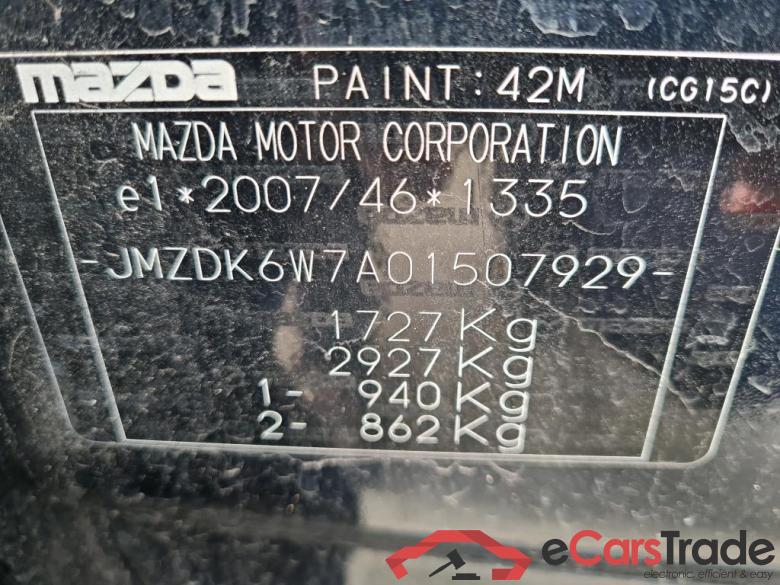 mazda PAINT:42M (CG15C)
MAZDA MOTOR CORPORATION
e1*2007/46*1335
-JMZDK6W7A01507929-
1727Kg
2927Kg
1- 940Kg
2- 862Kg
eCarsTrade
electronic, efficient & easy